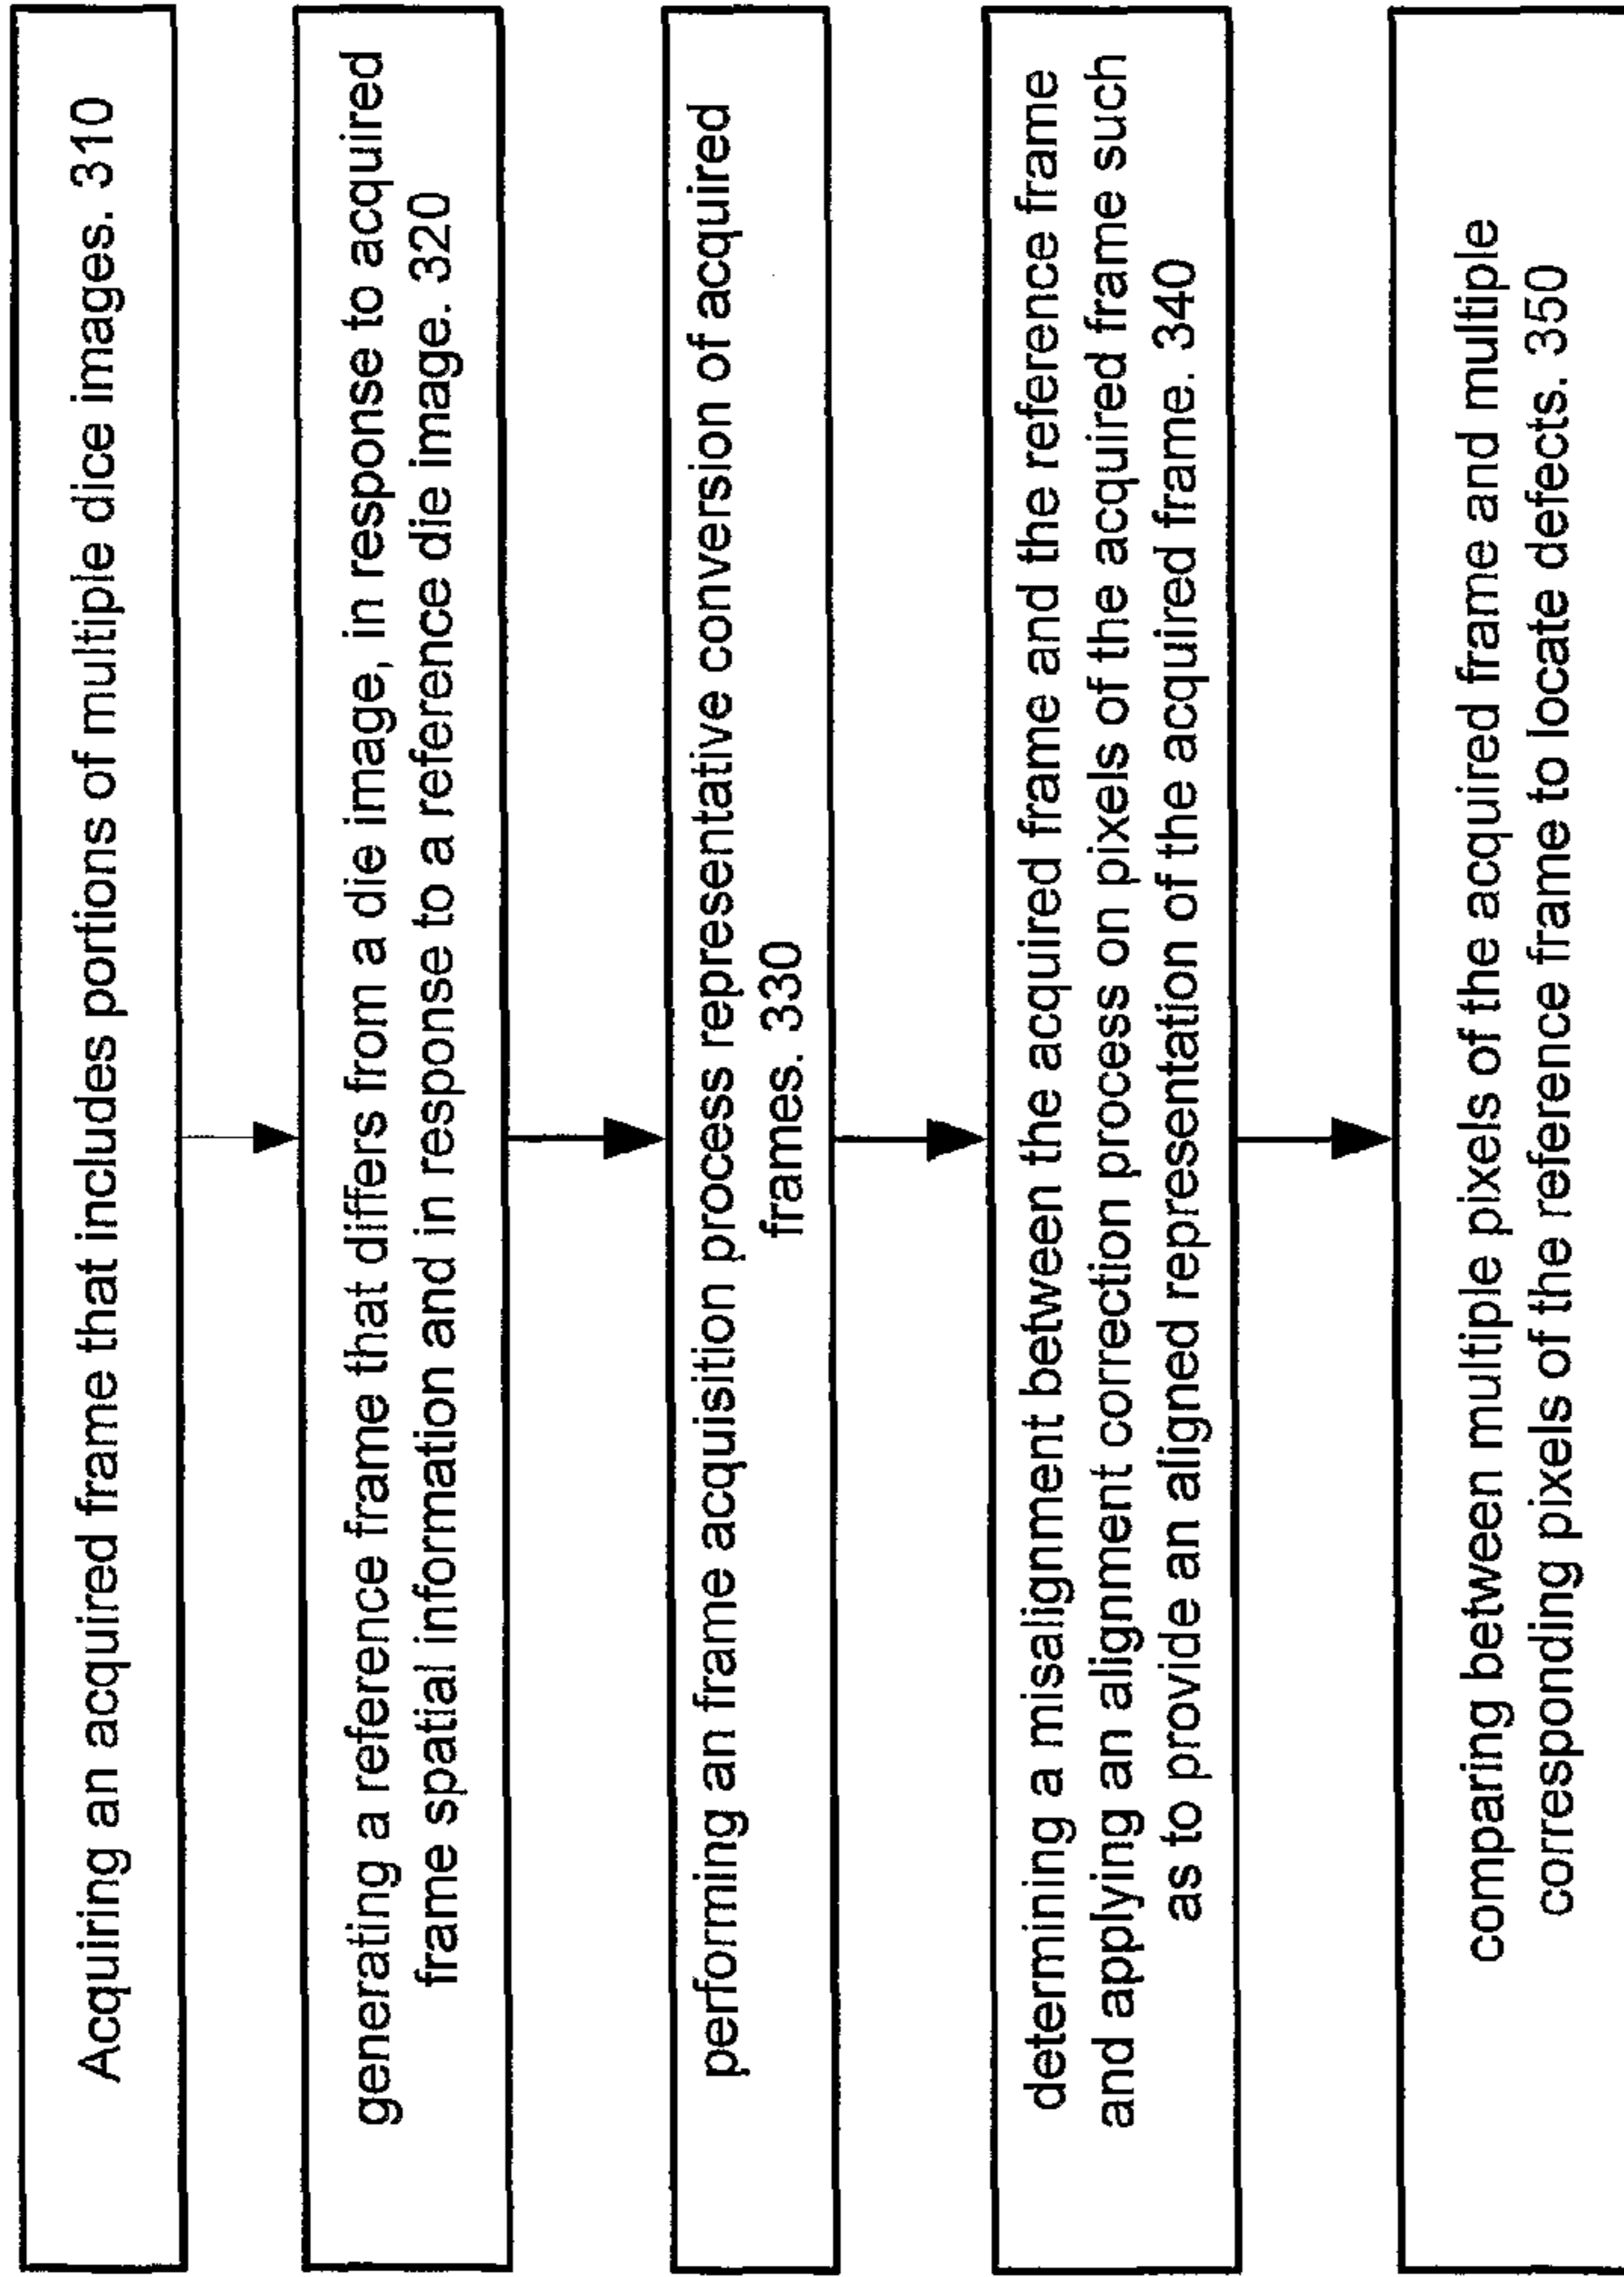 Acquiring an acquired frame that includes portions of multiple dice images. 310
generating a reference frame that differs from a die image, in response to acquired
frame spatial information and in response to a reference die image. 320
performing an frame acquisition process representative conversion of acquired
frames. 330
determining a misalignment between the acquired frame and the reference frame
and applying an alignment correction process on pixels of the acquired frame such
as to provide an aligned representation of the acquired frame. 340
comparing between multiple pixels of the acquired frame and multiple
corresponding pixels of the reference frame to locate defects. 350